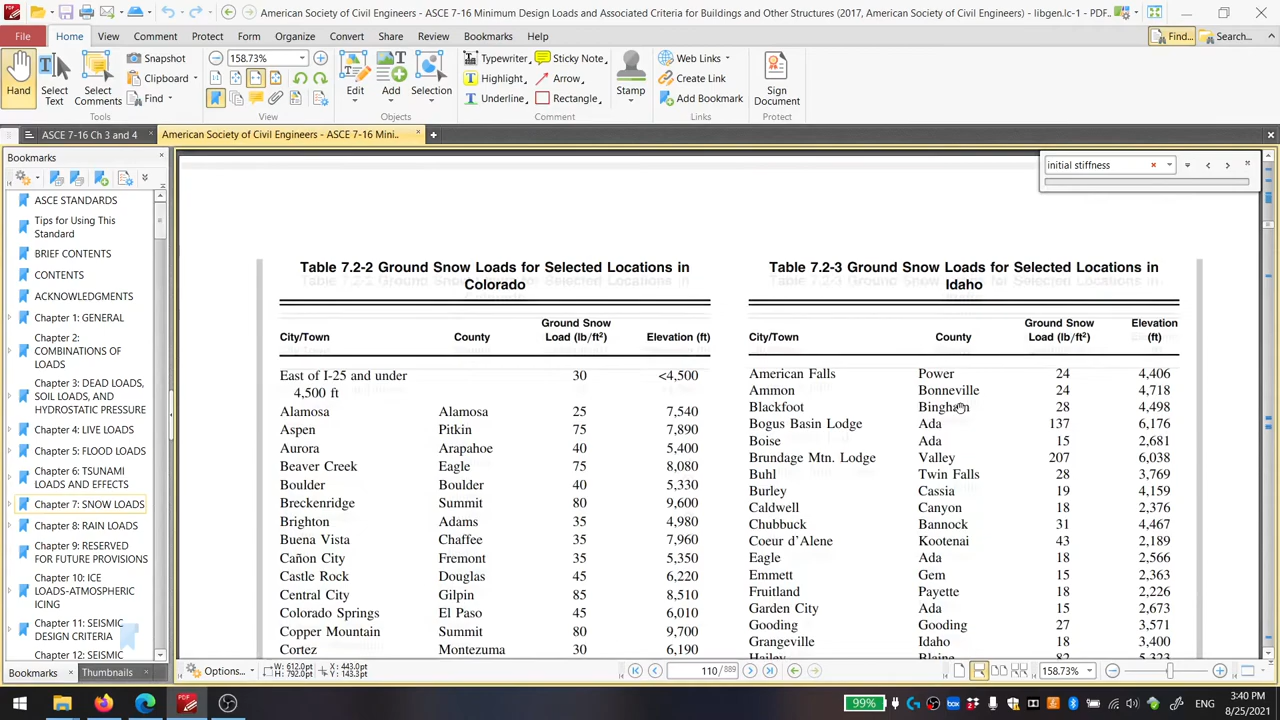 American Society of Civil Engineers - ASCE 7-16 Minimum Design Loads and Associated Criteria for Buildings and Other Structures (2017, American Society of Civil Engineers) - libgen.lc-1 - PDF...
File Home View Comment Protect Form Organize Convert Share Review Bookmarks Help Find... Search...
Hand
Select Text
Select Comments
Snapshot
Clipboard
Find
Tools
158.73%
View
Edit
Add
Selection
Objects
Typewriter
Highlight
Underline
Sticky Note
Arrow
Rectangle
Stamp
Comment
Web Links
Create Link
Add Bookmark
Links
Sign Document
Protect
ASCE 7-16 Ch 3 and 4
American Society of Civil Engineers - ASCE 7-16 Mini..
Bookmarks
ASCE STANDARDS
Tips for Using This
Standard
BRIEF CONTENTS
CONTENTS
ACKNOWLEDGMENTS
Chapter 1: GENERAL
Chapter 2:
COMBINATIONS OF
LOADS
Chapter 3: DEAD LOADS,
SOIL LOADS, AND
HYDROSTATIC PRESSURE
Chapter 4: LIVE LOADS
Chapter 5: FLOOD LOADS
Chapter 6: TSUNAMI
LOADS AND EFFECTS
Chapter 7: SNOW LOADS
Chapter 8: RAIN LOADS
Chapter 9: RESERVED
FOR FUTURE PROVISIONS
Chapter 10: ICE
LOADS-ATMOSPHERIC
ICING
Chapter 11: SEISMIC
DESIGN CRITERIA
Chapter 12: SEISMIC
Bookmarks Thumbnails
initial stiffness
Table 7.2-2 Ground Snow Loads for Selected Locations in
Colorado
City/Town County Ground Snow Load (lb/ft²) Elevation (ft)
East of I-25 and under 30 <4,500
4,500 ft
Alamosa Alamosa 25 7,540
Aspen Pitkin 75 7,890
Aurora Arapahoe 40 5,400
Beaver Creek Eagle 75 8,080
Boulder Boulder 40 5,330
Breckenridge Summit 80 9,600
Brighton Adams 35 4,980
Buena Vista Chaffee 35 7,960
Cañon City Fremont 35 5,350
Castle Rock Douglas 45 6,220
Central City Gilpin 85 8,510
Colorado Springs El Paso 45 6,010
Copper Mountain Summit 80 9,700
Cortez Montezuma 30 6,190
Table 7.2-3 Ground Snow Loads for Selected Locations in
Idaho
City/Town County Ground Snow Load (lb/ft²) Elevation (ft)
American Falls Power 24 4,406
Ammon Bonneville 24 4,718
Blackfoot Bingham 28 4,498
Bogus Basin Lodge Ada 137 6,176
Boise Ada 15 2,681
Brundage Mtn. Lodge Valley 207 6,038
Buhl Twin Falls 28 3,769
Burley Cassia 19 4,159
Caldwell Canyon 18 2,376
Chubbuck Bannock 31 4,467
Coeur d'Alene Kootenai 43 2,189
Eagle Ada 18 2,566
Emmett Gem 15 2,363
Fruitland Payette 18 2,226
Garden City Ada 15 2,673
Gooding Gooding 27 3,571
Grangeville Idaho 18 3,400
Hailey Blaine 82 5,323
Options... W: 612.0pt H: 792.0pt X: 443.0pt Y: 143.3pt 110 / 889 158.73%
99% ENG 3:40 PM
8/25/2021